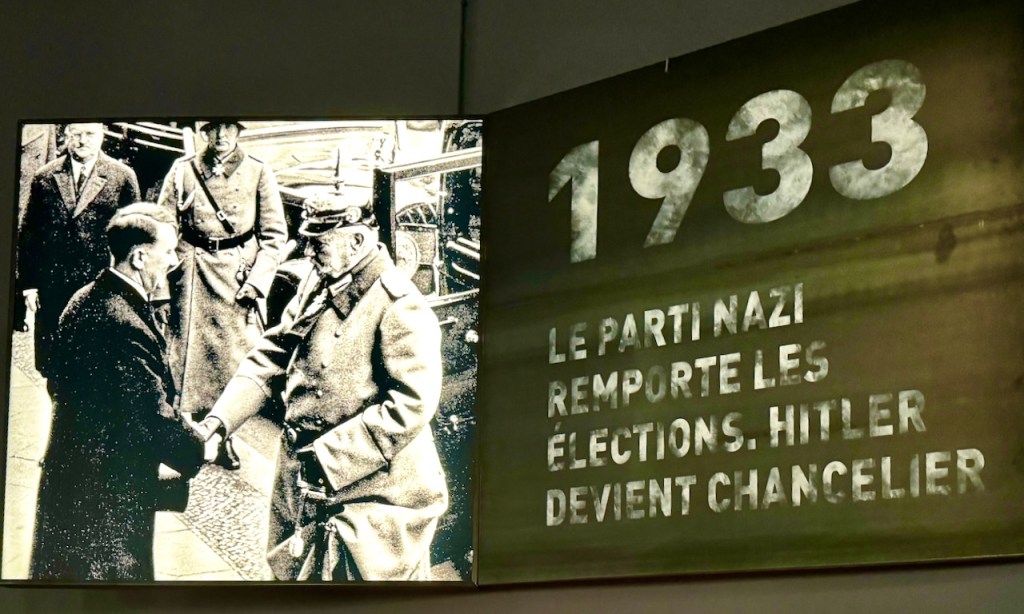 1933
LE PARTI NAZI
REMPORTE LES
ÉLECTIONS. HITLER
DEVIENT CHANCELIER